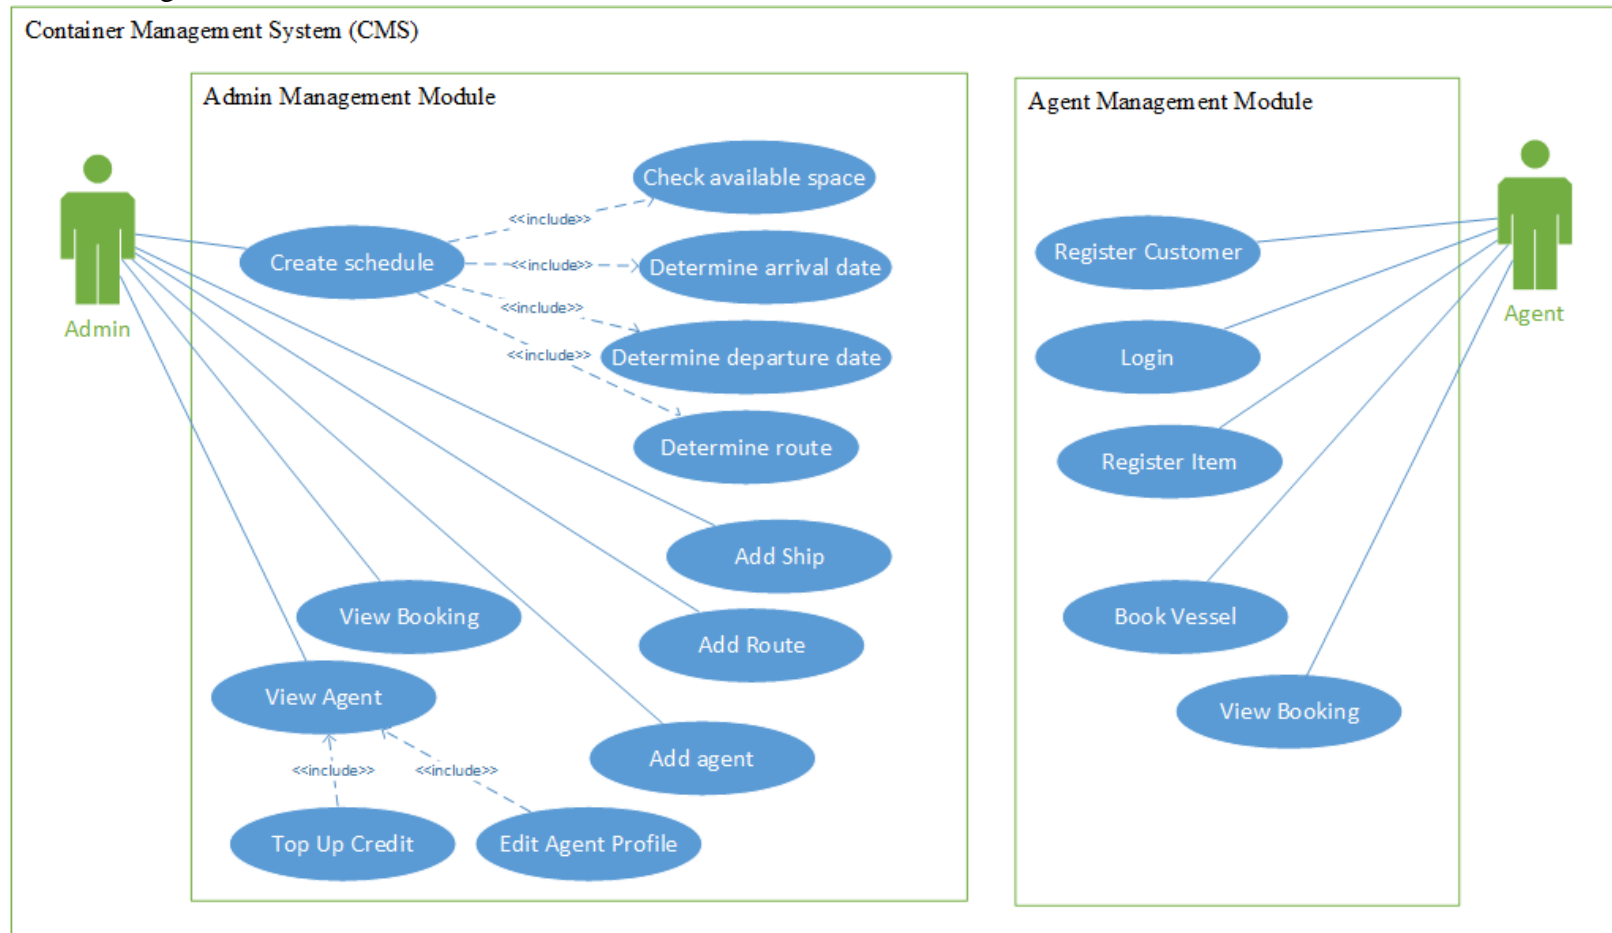 Container Management System (CMS)
Admin Management Module
Agent Management Module
Check available space
<<include>>
Create schedule
<<include>>
Determine arrival date
<<include>>
Determine departure date
<<include>>
Determine route
Admin
Add Ship
View Booking
Add Route
View Agent
Add agent
<<include>>
<<include>>
Top Up Credit
Edit Agent Profile
Register Customer
Agent
Login
Register Item
Book Vessel
View Booking